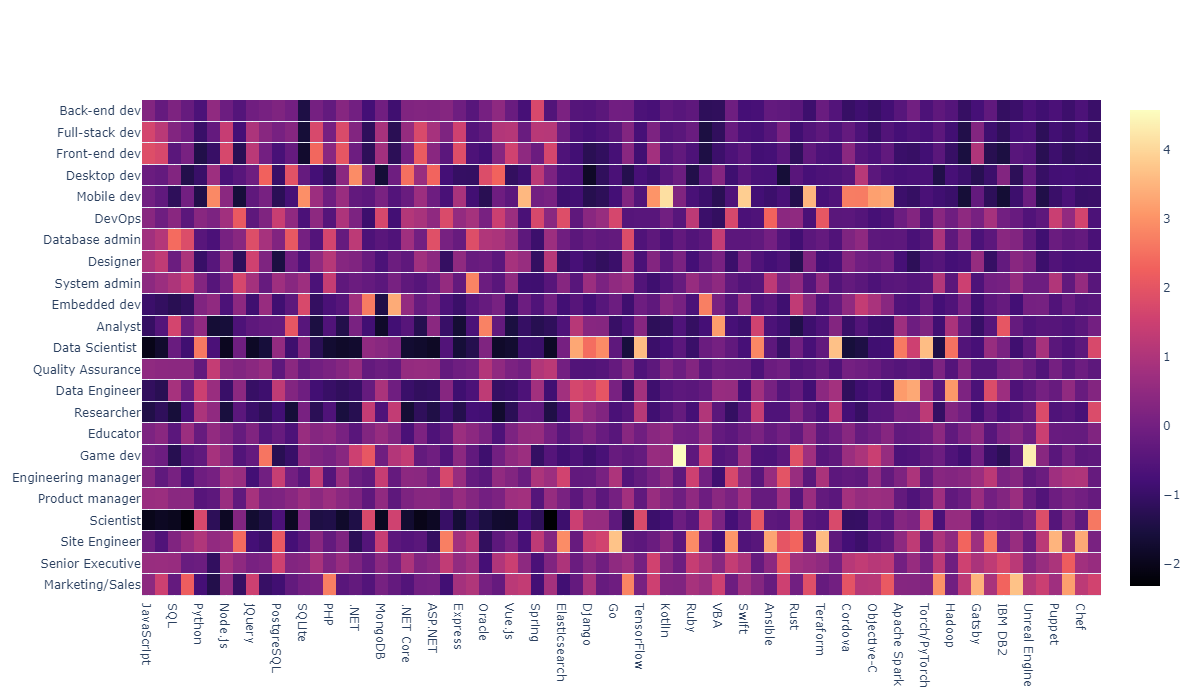 Back-end dev
Full-stack dev
Front-end dev
Desktop dev
Mobile dev
DevOps
Database admin
Designer
System admin
Embedded dev
Analyst
Data Scientist
Quality Assurance
Data Engineer
Researcher
Educator
Game dev
Engineering manager
Product manager
Scientist
Site Engineer
Senior Executive
Marketing/Sales
JavaScript
SQL
Python
Node.js
jQuery
PostgreSQL
SQLite
PHP
.NET
MongoDB
.NET Core
ASP.NET
Express
Oracle
Vue.js
Spring
Elasticsearch
Django
Go
TensorFlow
Kotlin
Ruby
VBA
Swift
Ansible
Rust
Teraform
Cordova
Objective-C
Apache Spark
Torch/PyTorch
Hadoop
Gatsby
IBM DB2
Unreal Engine
Puppet
Chef
4
3
2
1
0
−1
−2